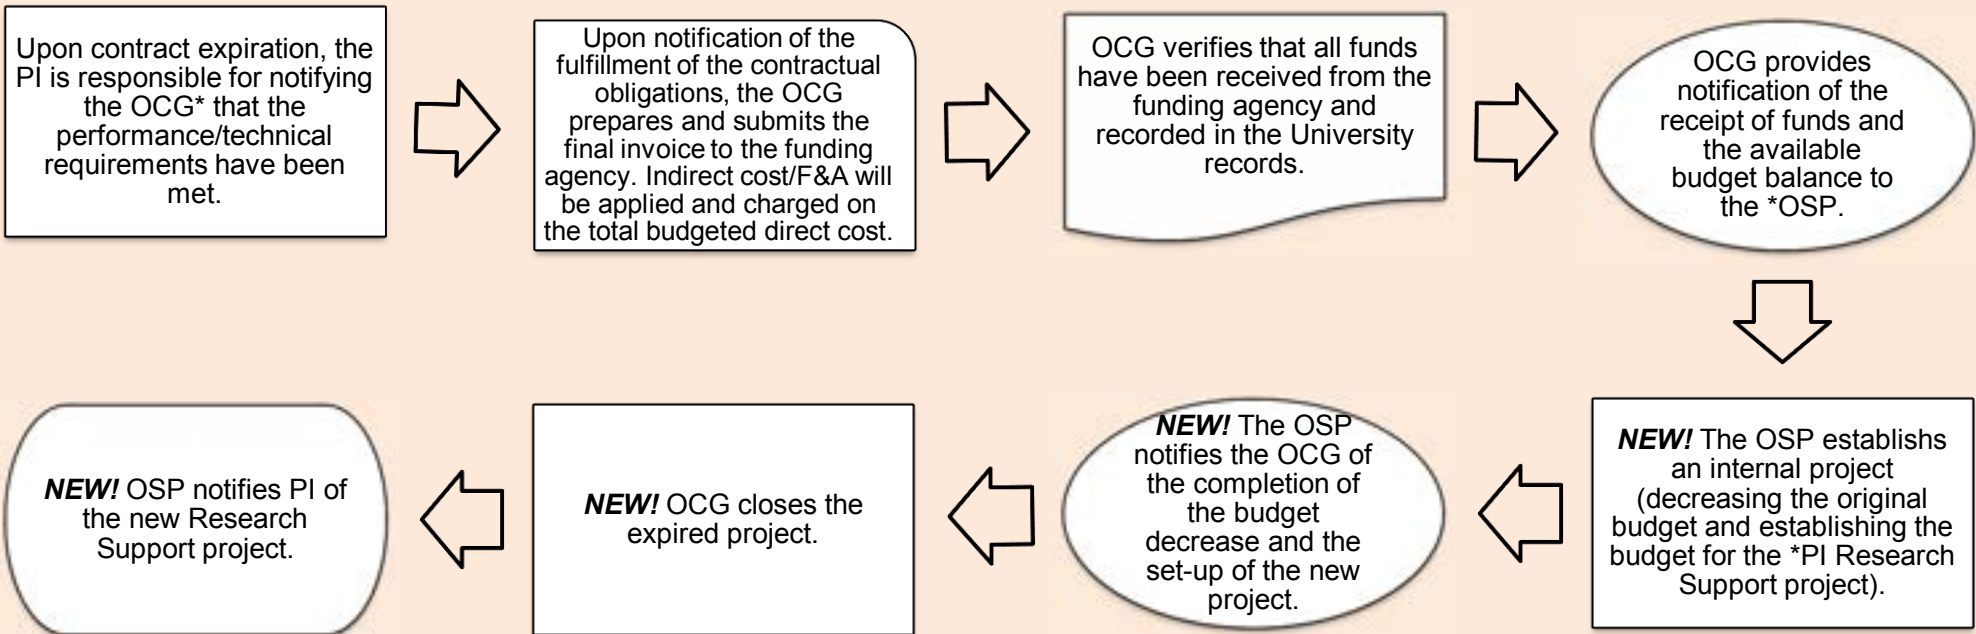 Upon contract expiration, the
PI is responsible for notifying
the OCG* that the
performance/technical
requirements have been
met.
Upon notification of the
fulfillment of the contractual
obligations, the OCG
prepares and submits the
final invoice to the funding
agency. Indirect cost/F&A will
be applied and charged on
the total budgeted direct cost.
OCG verifies that all funds
have been received from the
funding agency and
recorded in the University
records.
OCG provides
notification of the
receipt of funds and
the available
budget balance to
the *OSP.
NEW! The OSP establishs
an internal project
(decreasing the original
budget and establishing the
budget for the *PI Research
Support project).
NEW! The OSP
notifies the OCG of
the completion of
the budget
decrease and the
set-up of the new
project.
NEW! OCG closes the
expired project.
NEW! OSP notifies PI of
the new Research
Support project.